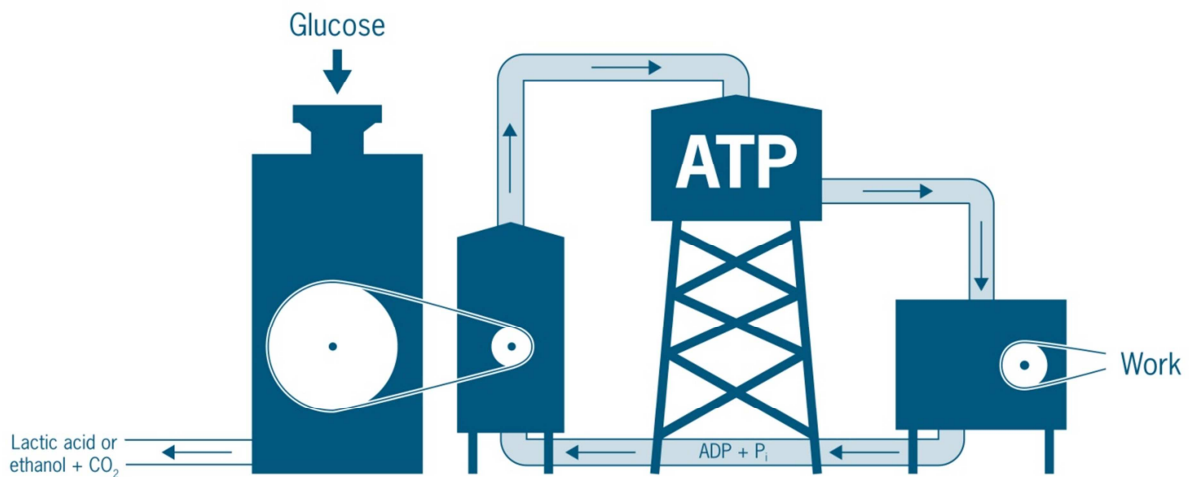 Glucose
ATP
Work
Lactic acid or
ethanol + CO₂
ADP + Pᵢ